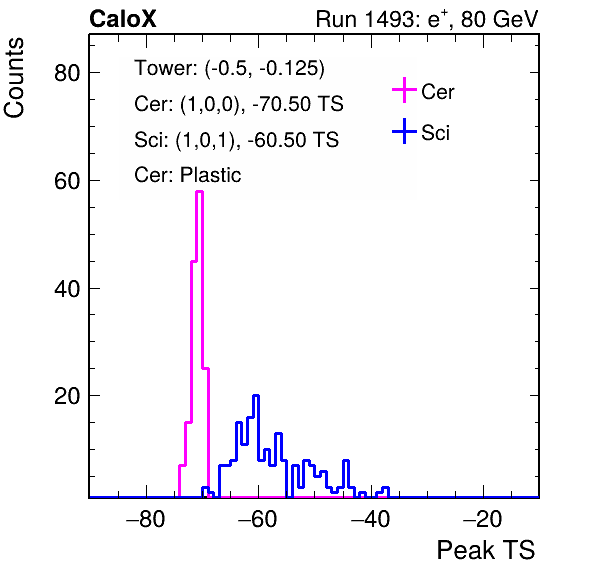 CaloX Run 1493: e⁺, 80 GeV
Counts
Tower: (-0.5, -0.125)
Cer: (1,0,0), -70.50 TS
Sci: (1,0,1), -60.50 TS
Cer: Plastic
Cer
Sci
80
60
40
20
−80 −60 −40 −20
Peak TS